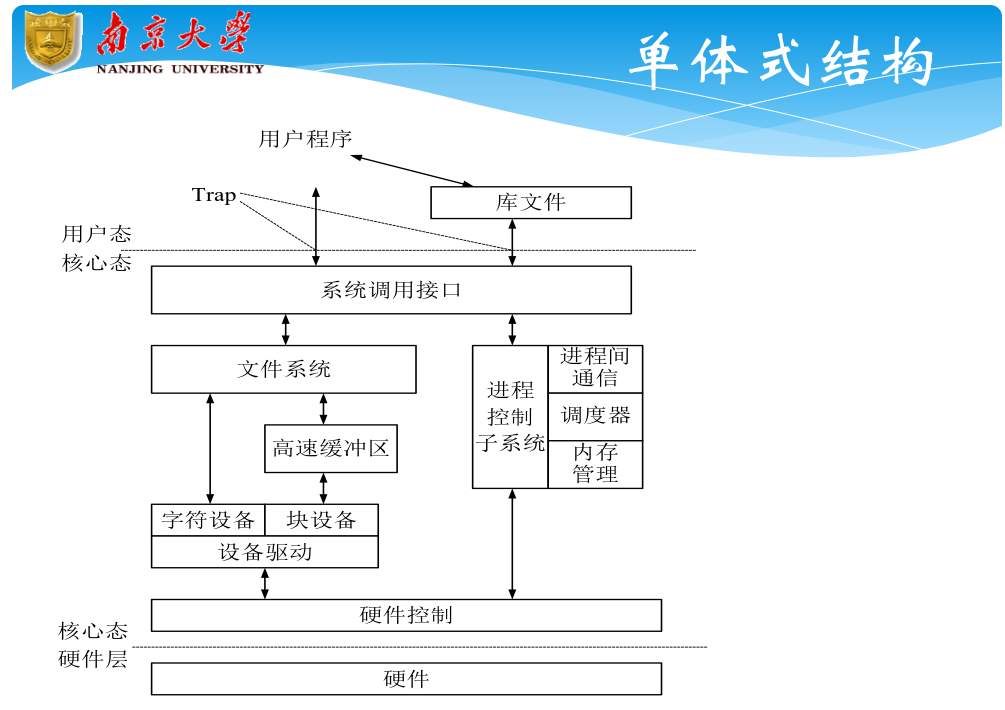 南京大学
NANJING UNIVERSITY
单体式结构
用户程序
Trap
库文件
用户态
核心态
系统调用接口
文件系统
进程
控制
子系统
进程间
通信
调度器
内存
管理
高速缓冲区
字符设备
块设备
设备驱动
硬件控制
核心态
硬件层
硬件